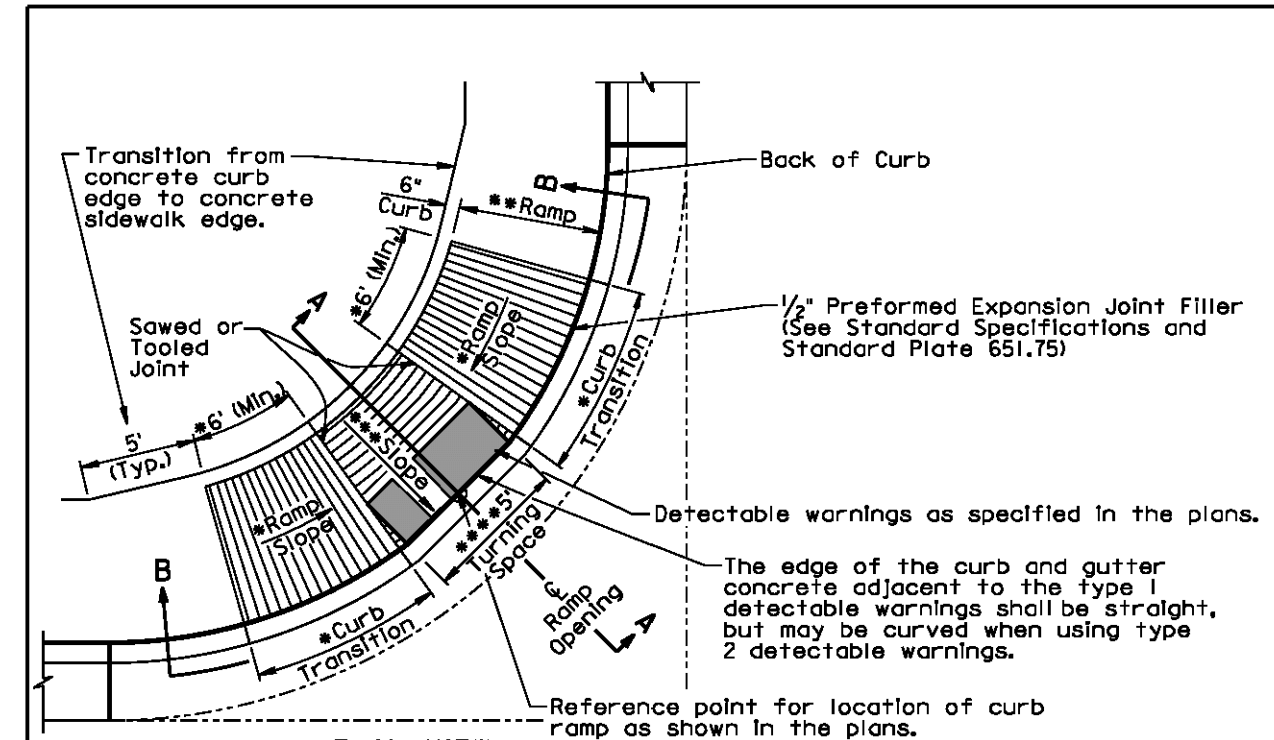 Transition from
concrete curb
edge to concrete
sidewalk edge.
6"
Curb
**Ramp
B
Back of Curb
*6' (Min.)
A
*Ramp
Slope
1/2" Preformed Expansion Joint Filler
(See Standard Specifications and
Standard Plate 651.75)
Sawed or
Tooled
Joint
*Curb
Transition
*6' (Min.)
5'
(Typ.)
***Slope
*Ramp
Slope
****5'
Turning
Space
Detectable warnings as specified in the plans.
The edge of the curb and gutter
concrete adjacent to the type 1
detectable warnings shall be straight,
but may be curved when using type
2 detectable warnings.
B
℄
Ramp
Opening
A
*Curb
Transition
Reference point for location of curb
ramp as shown in the plans.